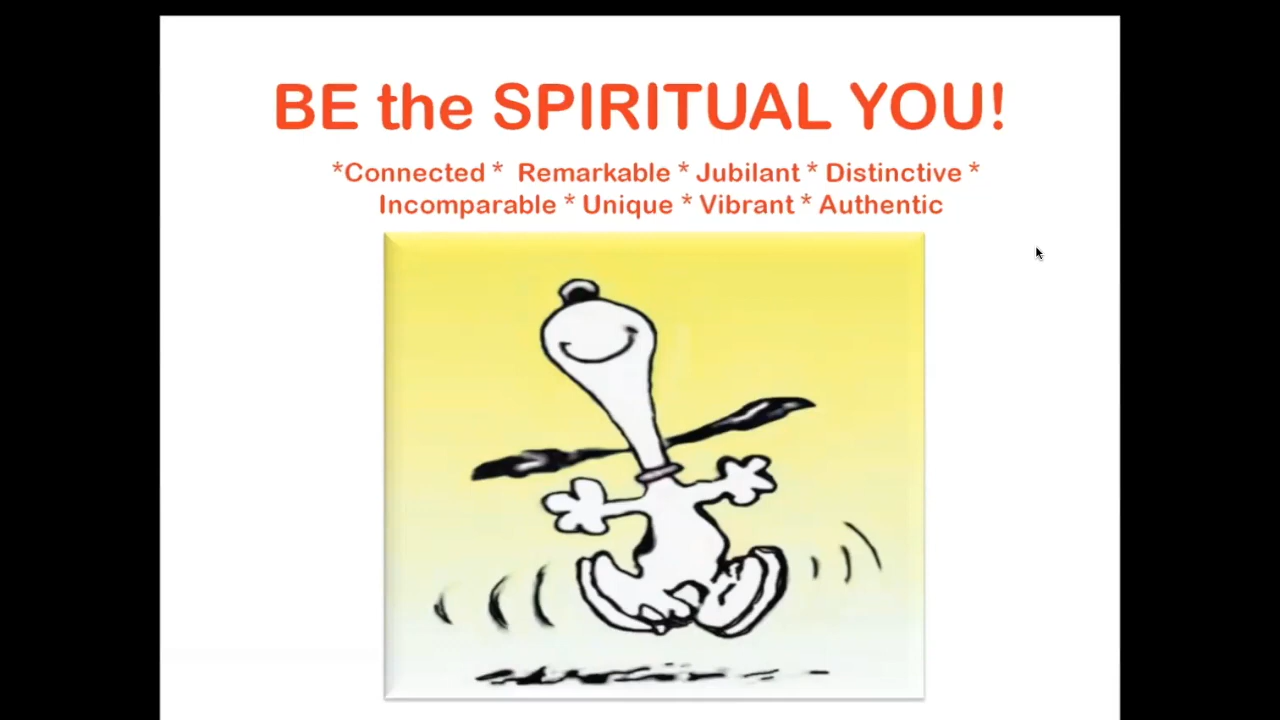 BE the SPIRITUAL YOU!
*Connected * Remarkable * Jubilant * Distinctive *
Incomparable * Unique * Vibrant * Authentic